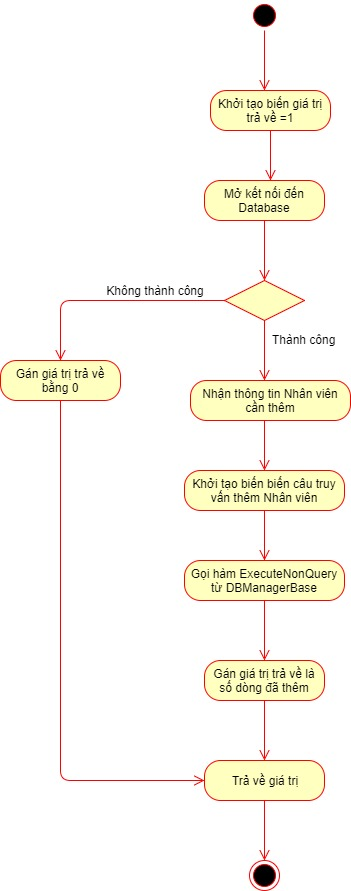 Khởi tạo biến giá trị
trả về =1
Mở kết nối đến
Database
Không thành công
Thành công
Gán giá trị trả về
bằng 0
Nhận thông tin Nhân viên
cần thêm
Khởi tạo biến biến câu truy
vấn thêm Nhân viên
Gọi hàm ExecuteNonQuery
từ DBManagerBase
Gán giá trị trả về là
số dòng đã thêm
Trả về giá trị